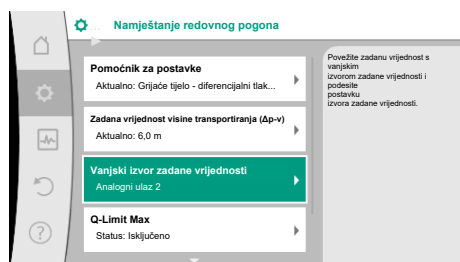 Namještanje redovnog pogona
Pomoćnik za postavke
Aktualno: Grijaće tijelo - diferencijalni tlak...
Zadana vrijednost visine transportiranja (Δp-v)
Aktualno: 6,0 m
Vanjski izvor zadane vrijednosti
Analogni ulaz 2
Q-Limit Max
Status: Isključeno
Povežite zadanu vrijednost s
vanjskim
izvorom zadane vrijednosti i
podesite
postavku
izvora zadane vrijednosti.